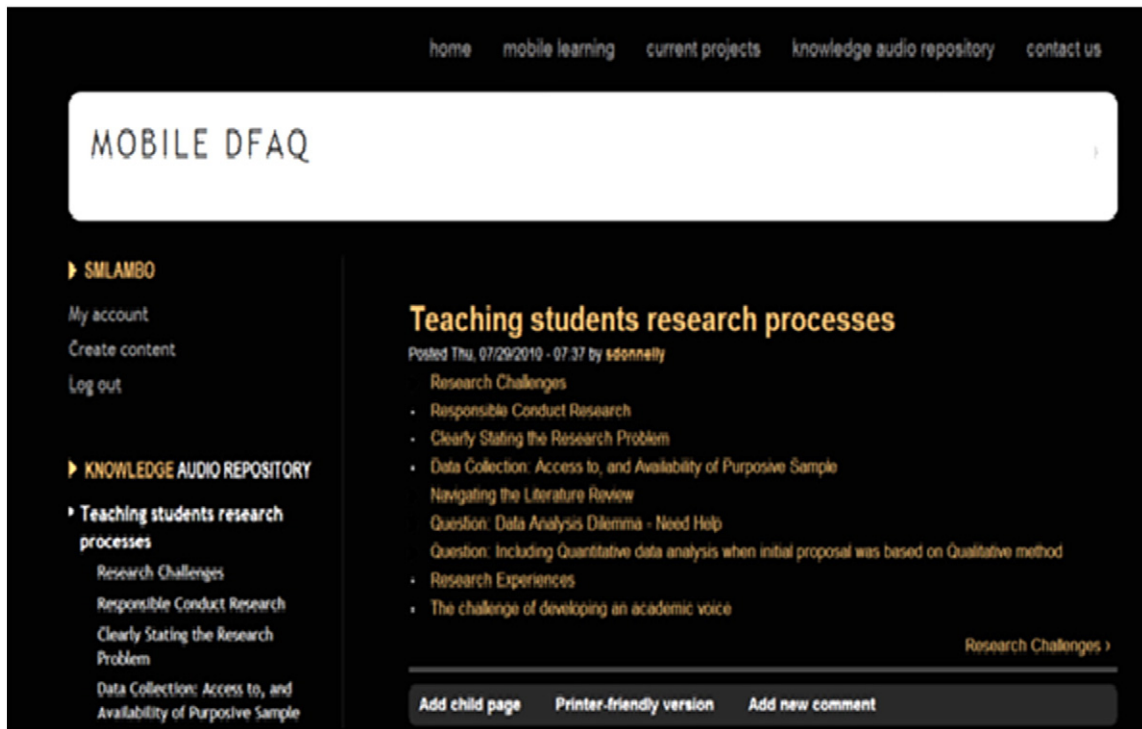 home mobile learning current projects knowledge audio repository contact us
MOBILE DFAQ
SMLAMBO
My account
Create content
Log out
KNOWLEDGE AUDIO REPOSITORY
Teaching students research
processes
Research Challenges
Responsible Conduct Research
Clearly Stating the Research
Problem
Data Collection: Access to, and
Availability of Purposive Sample
Teaching students research processes
Posted Thu, 07/29/2010 - 07:37 by sdonnelly
Research Challenges
Responsible Conduct Research
Clearly Stating the Research Problem
Data Collection: Access to, and Availability of Purposive Sample
Navigating the Literature Review
Question: Data Analysis Dilemma - Need Help
Question: Including Quantitative data analysis when initial proposal was based on Qualitative method
Research Experiences
The challenge of developing an academic voice
Research Challenges ›
Add child page Printer-friendly version Add new comment